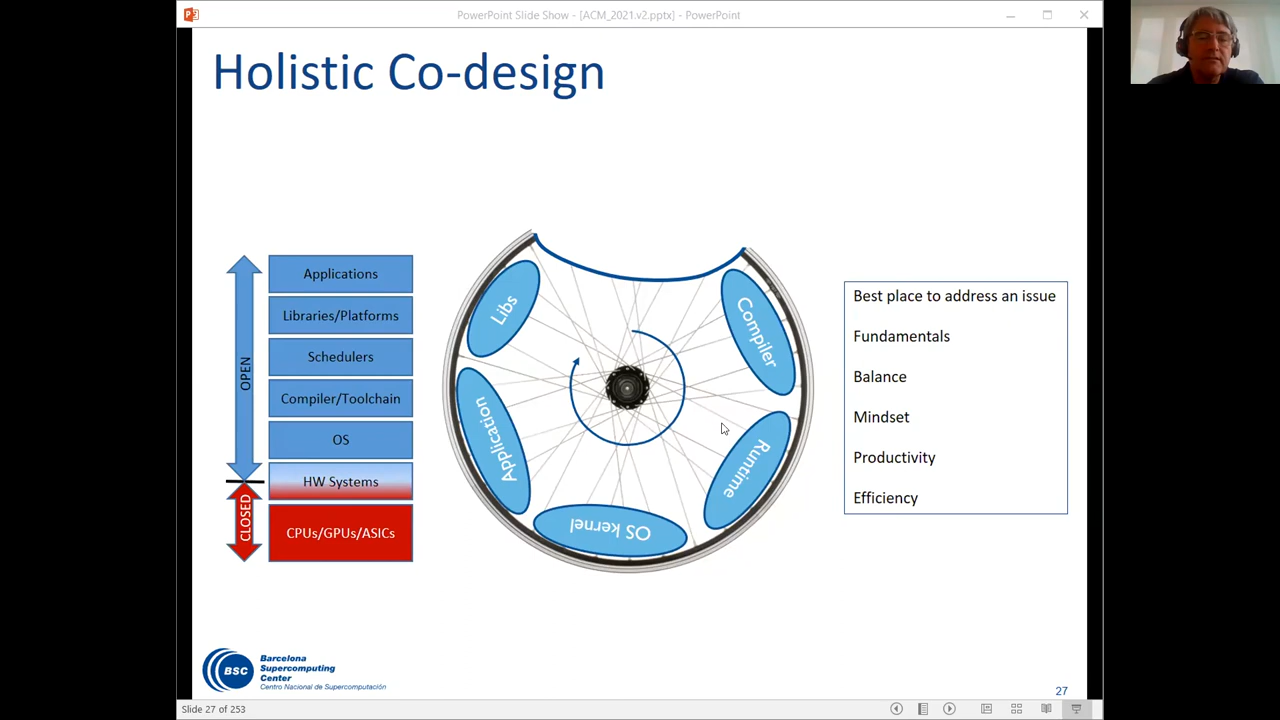 PowerPoint Slide Show - [ACM_2021.v2.pptx] - PowerPoint
Holistic Co-design
OPEN
CLOSED
Applications
Libraries/Platforms
Schedulers
Compiler/Toolchain
OS
HW Systems
CPUs/GPUs/ASICs
Libs
Application
OS kernel
Runtime
Compiler
Best place to address an issue
Fundamentals
Balance
Mindset
Productivity
Efficiency
BSC
Barcelona
Supercomputing
Center
Centro Nacional de Supercomputación
27
Slide 27 of 253